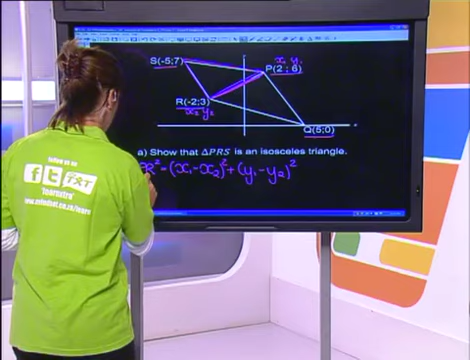 S(-5;7)
x₁ y₁
P(2 ; 6)
R(-2;3)
x₂ y₂
Q(5;0)
a) Show that ΔPRS is an isosceles triangle.
PR² = (x₁ - x₂)² + (y₁ - y₂)²
follow us on
f t
TXT